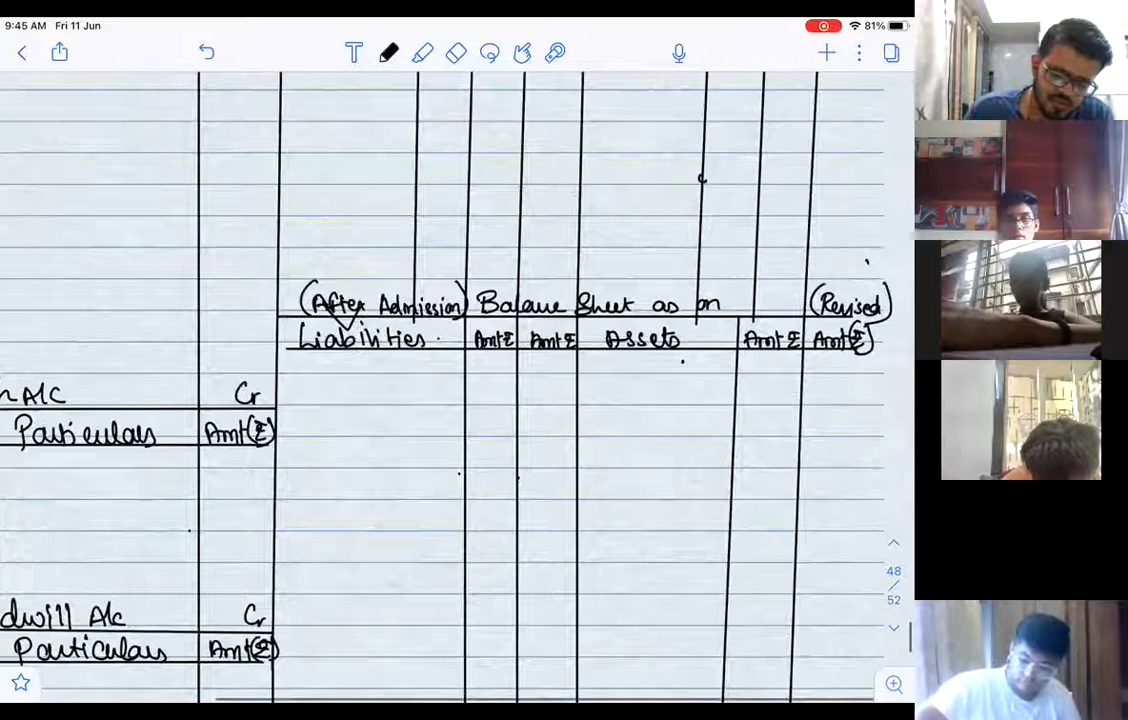 9:45 AM Fri 11 Jun
81%
(After Admission) Balance Sheet as on (Revised)
Liabilities Amt ₹ Amt ₹ Assets Amt ₹ Amt(₹)
n A/c Cr
Particulars Amt(₹)
48
/
52
dwill A/c Cr
Particulars Amt(₹)